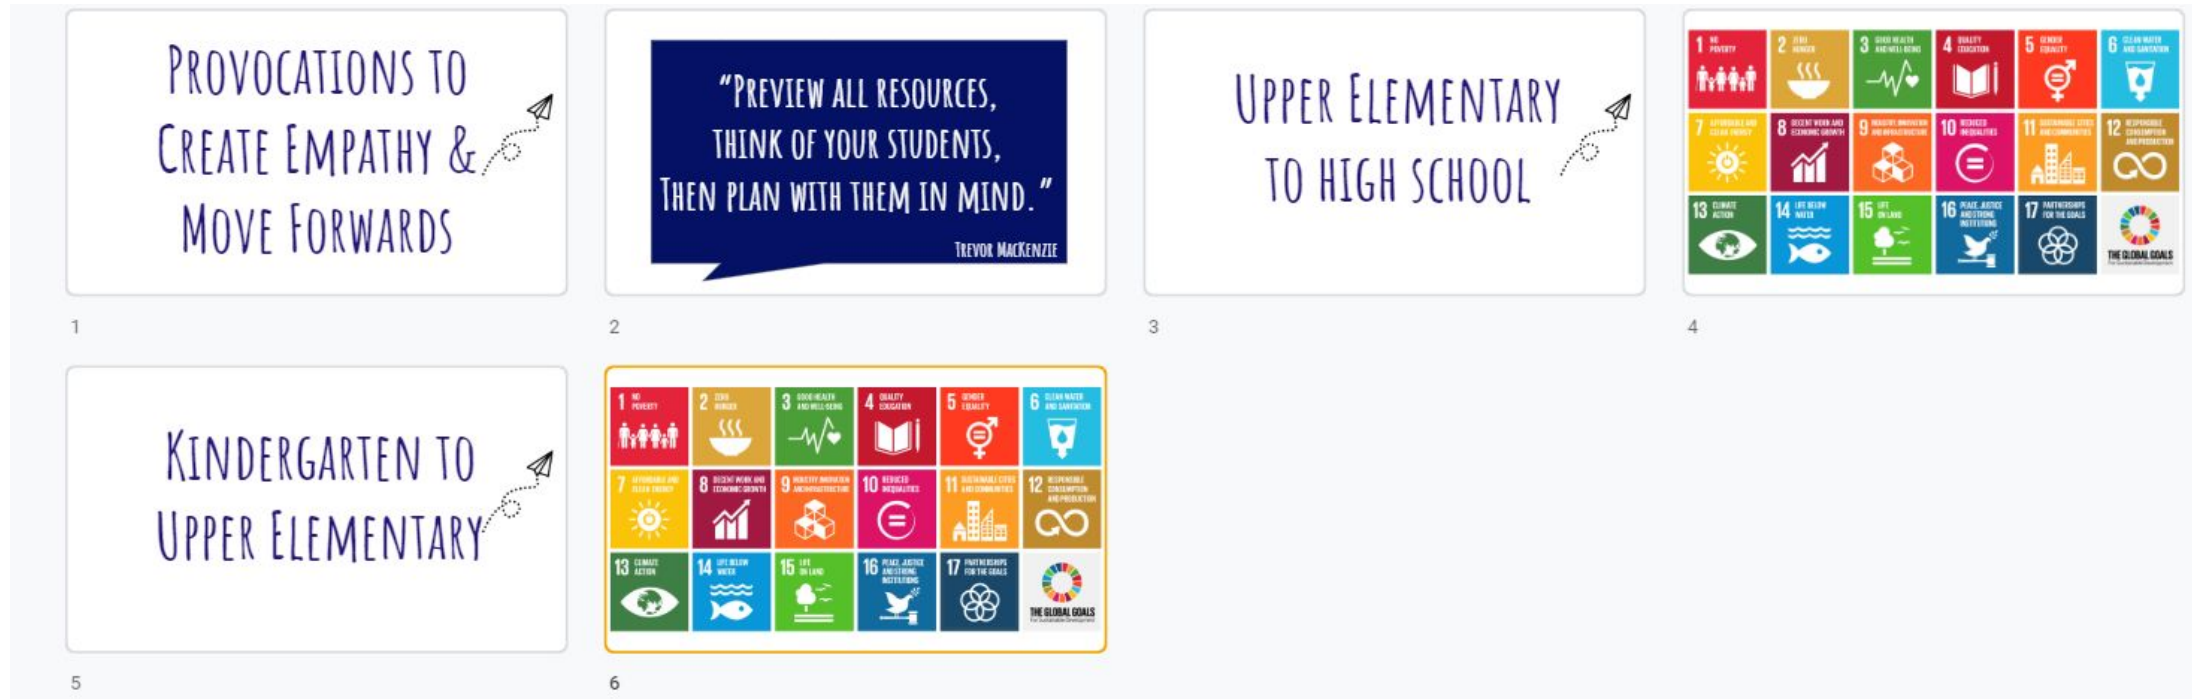 PROVOCATIONS TO
CREATE EMPATHY &
MOVE FORWARDS
1
"PREVIEW ALL RESOURCES,
THINK OF YOUR STUDENTS,
THEN PLAN WITH THEM IN MIND."
TREVOR MACKENZIE
2
UPPER ELEMENTARY
TO HIGH SCHOOL
3
1 NO
POVERTY
2 ZERO
HUNGER
3 GOOD HEALTH
AND WELL-BEING
4 QUALITY
EDUCATION
5 GENDER
EQUALITY
6 CLEAN WATER
AND SANITATION
7 AFFORDABLE AND
CLEAN ENERGY
8 DECENT WORK AND
ECONOMIC GROWTH
9 INDUSTRY, INNOVATION
AND INFRASTRUCTURE
10 REDUCED
INEQUALITIES
11 SUSTAINABLE CITIES
AND COMMUNITIES
12 RESPONSIBLE
CONSUMPTION
AND PRODUCTION
13 CLIMATE
ACTION
14 LIFE BELOW
WATER
15 LIFE
ON LAND
16 PEACE, JUSTICE
AND STRONG
INSTITUTIONS
17 PARTNERSHIPS
FOR THE GOALS
THE GLOBAL GOALS
For Sustainable Development
4
KINDERGARTEN TO
UPPER ELEMENTARY
5
1 NO
POVERTY
2 ZERO
HUNGER
3 GOOD HEALTH
AND WELL-BEING
4 QUALITY
EDUCATION
5 GENDER
EQUALITY
6 CLEAN WATER
AND SANITATION
7 AFFORDABLE AND
CLEAN ENERGY
8 DECENT WORK AND
ECONOMIC GROWTH
9 INDUSTRY, INNOVATION
AND INFRASTRUCTURE
10 REDUCED
INEQUALITIES
11 SUSTAINABLE CITIES
AND COMMUNITIES
12 RESPONSIBLE
CONSUMPTION
AND PRODUCTION
13 CLIMATE
ACTION
14 LIFE BELOW
WATER
15 LIFE
ON LAND
16 PEACE, JUSTICE
AND STRONG
INSTITUTIONS
17 PARTNERSHIPS
FOR THE GOALS
THE GLOBAL GOALS
For Sustainable Development
6